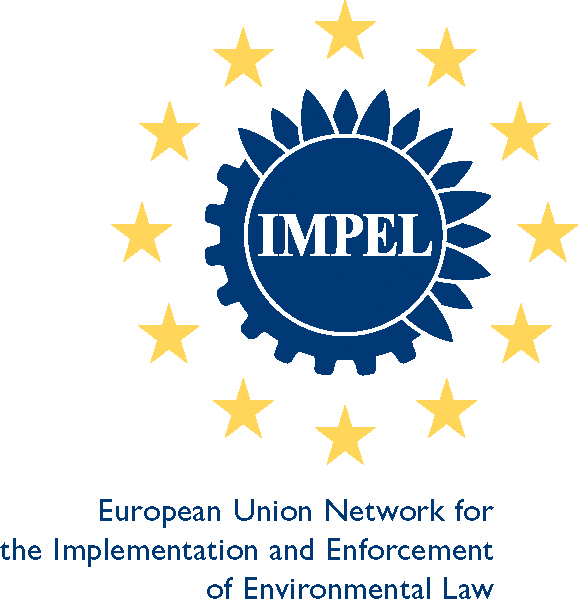 IMPEL
European Union Network for
the Implementation and Enforcement
of Environmental Law